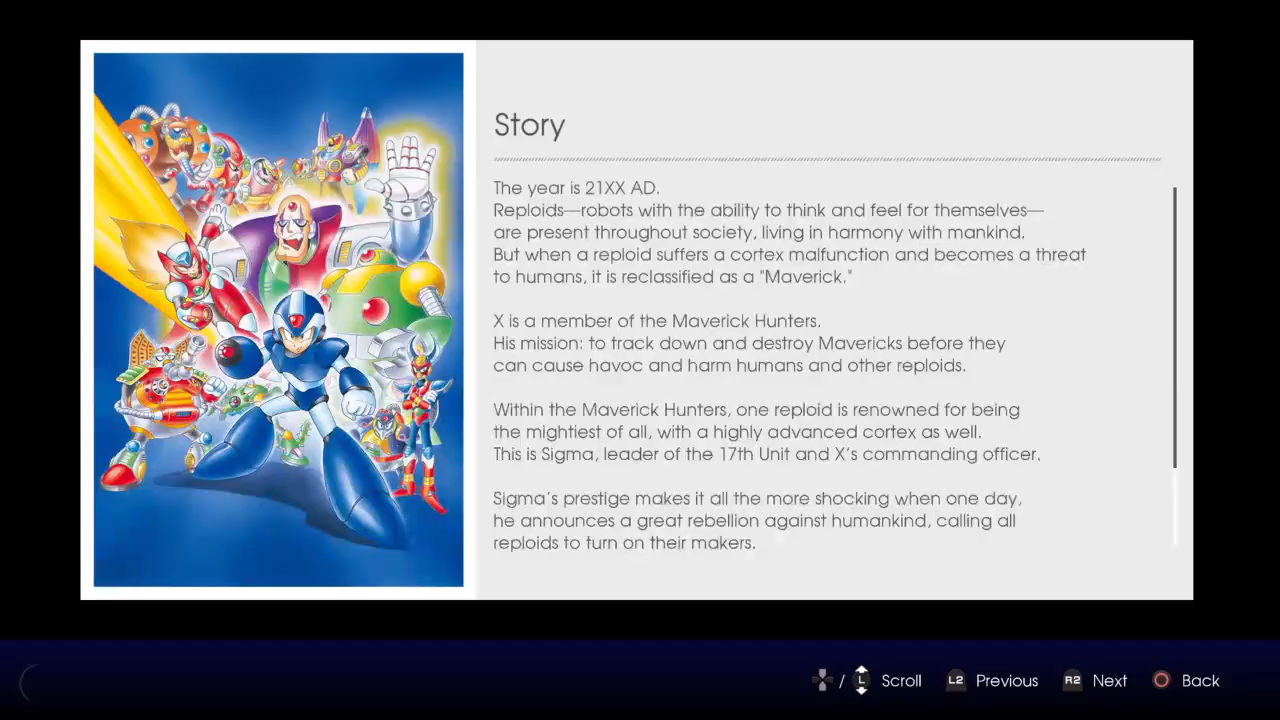 Story
The year is 21XX AD.
Reploids—robots with the ability to think and feel for themselves—
are present throughout society, living in harmony with mankind.
But when a reploid suffers a cortex malfunction and becomes a threat
to humans, it is reclassified as a "Maverick."
X is a member of the Maverick Hunters.
His mission: to track down and destroy Mavericks before they
can cause havoc and harm humans and other reploids.
Within the Maverick Hunters, one reploid is renowned for being
the mightiest of all, with a highly advanced cortex as well.
This is Sigma, leader of the 17th Unit and X's commanding officer.
Sigma's prestige makes it all the more shocking when one day,
he announces a great rebellion against humankind, calling all
reploids to turn on their makers.
/ L Scroll L2 Previous R2 Next Back